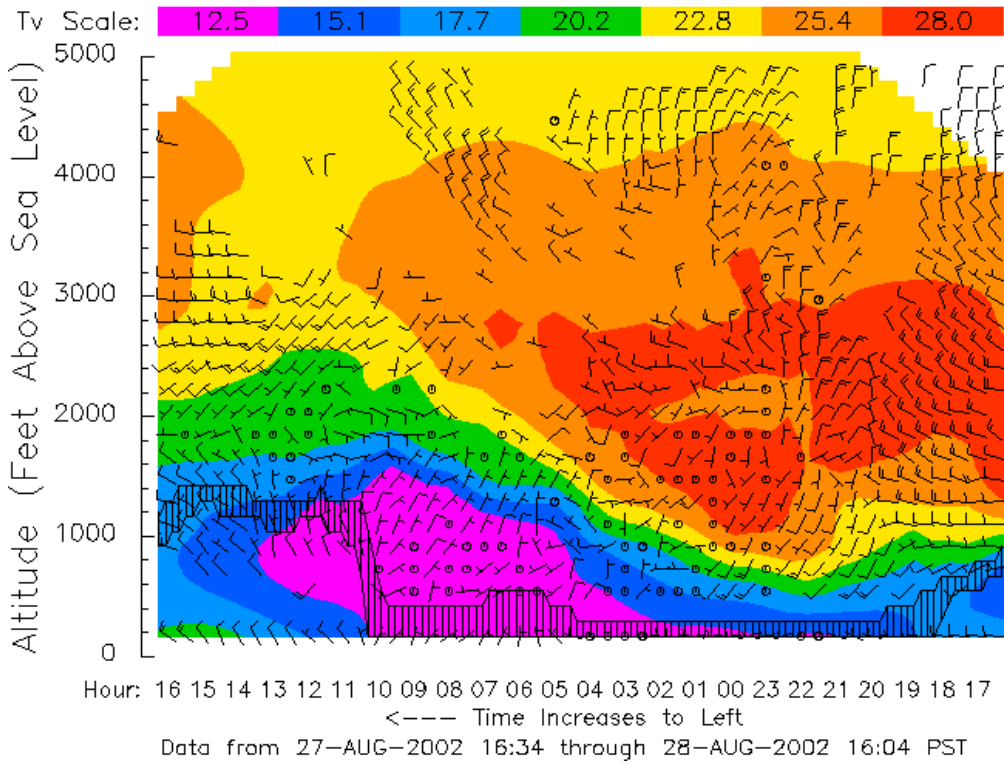 Tv Scale: 12.5 15.1 17.7 20.2 22.8 25.4 28.0
Altitude (Feet Above Sea Level)
5000
4000
3000
2000
1000
0
Hour: 16 15 14 13 12 11 10 09 08 07 06 05 04 03 02 01 00 23 22 21 20 19 18 17
<--- Time Increases to Left
Data from 27-AUG-2002 16:34 through 28-AUG-2002 16:04 PST